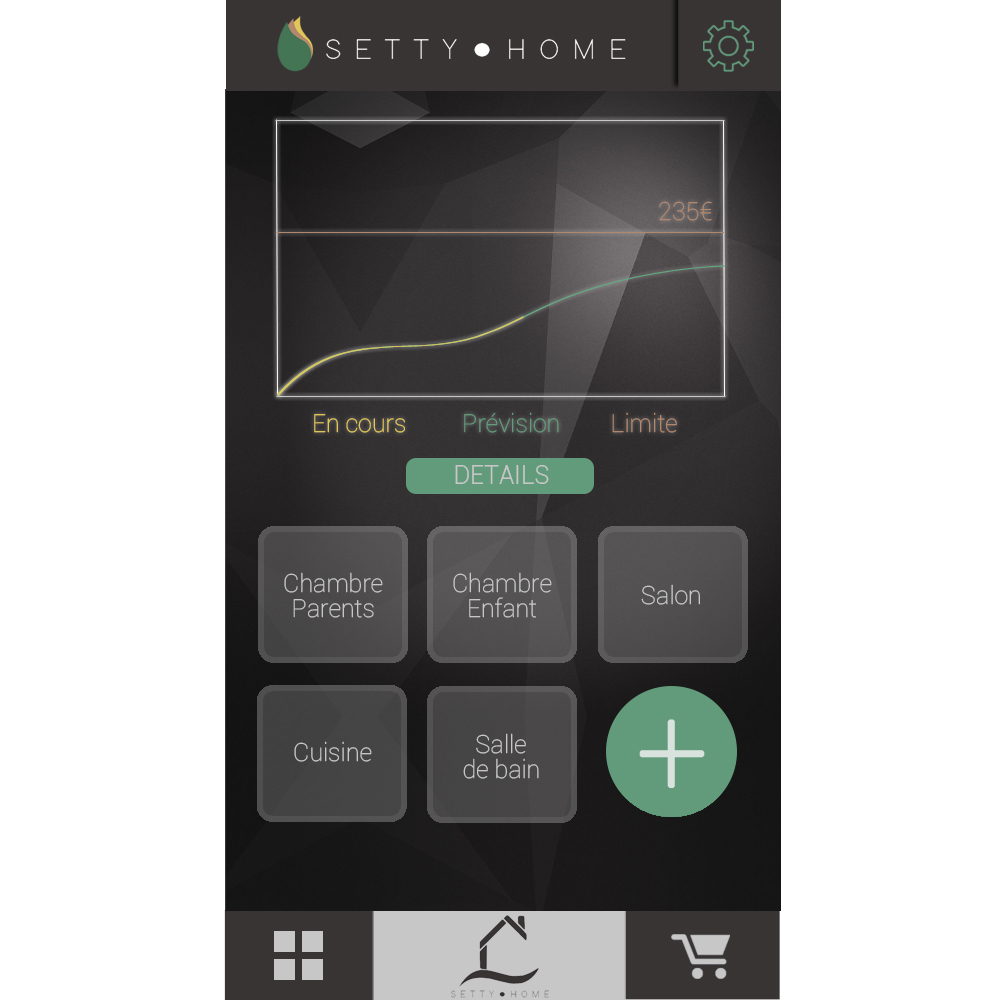 SETTY●HOME
235€
En cours Prévision Limite
DETAILS
Chambre
Parents
Chambre
Enfant
Salon
Cuisine
Salle
de bain
SETTY●HOME